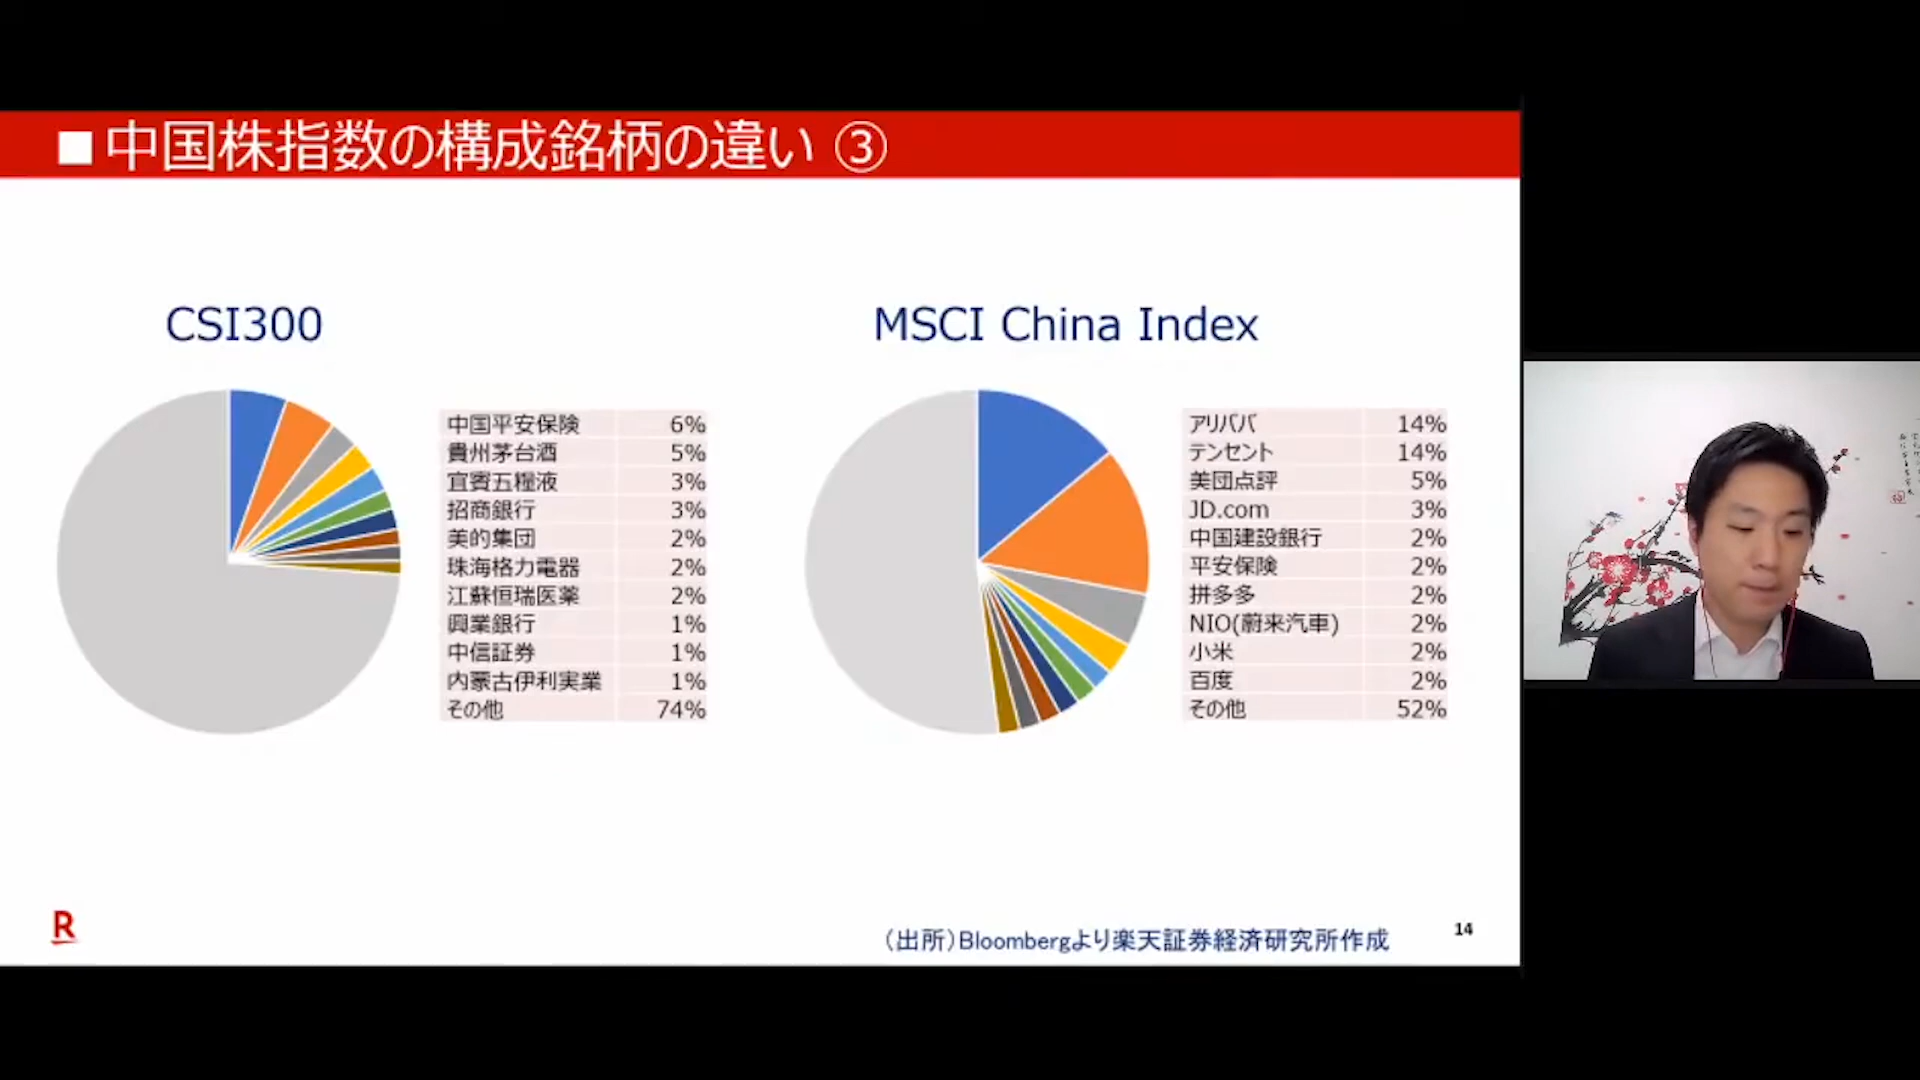 ■中国株指数の構成銘柄の違い ③
CSI300
中国平安保険 6%
貴州茅台酒 5%
宜賓五糧液 3%
招商銀行 3%
美的集団 2%
珠海格力電器 2%
江蘇恒瑞医薬 2%
興業銀行 1%
中信証券 1%
内蒙古伊利実業 1%
その他 74%
MSCI China Index
アリババ 14%
テンセント 14%
美団点評 5%
JD.com 3%
中国建設銀行 2%
平安保険 2%
拼多多 2%
NIO(蔚来汽車) 2%
小米 2%
百度 2%
その他 52%
R
（出所）Bloombergより楽天証券経済研究所作成
14